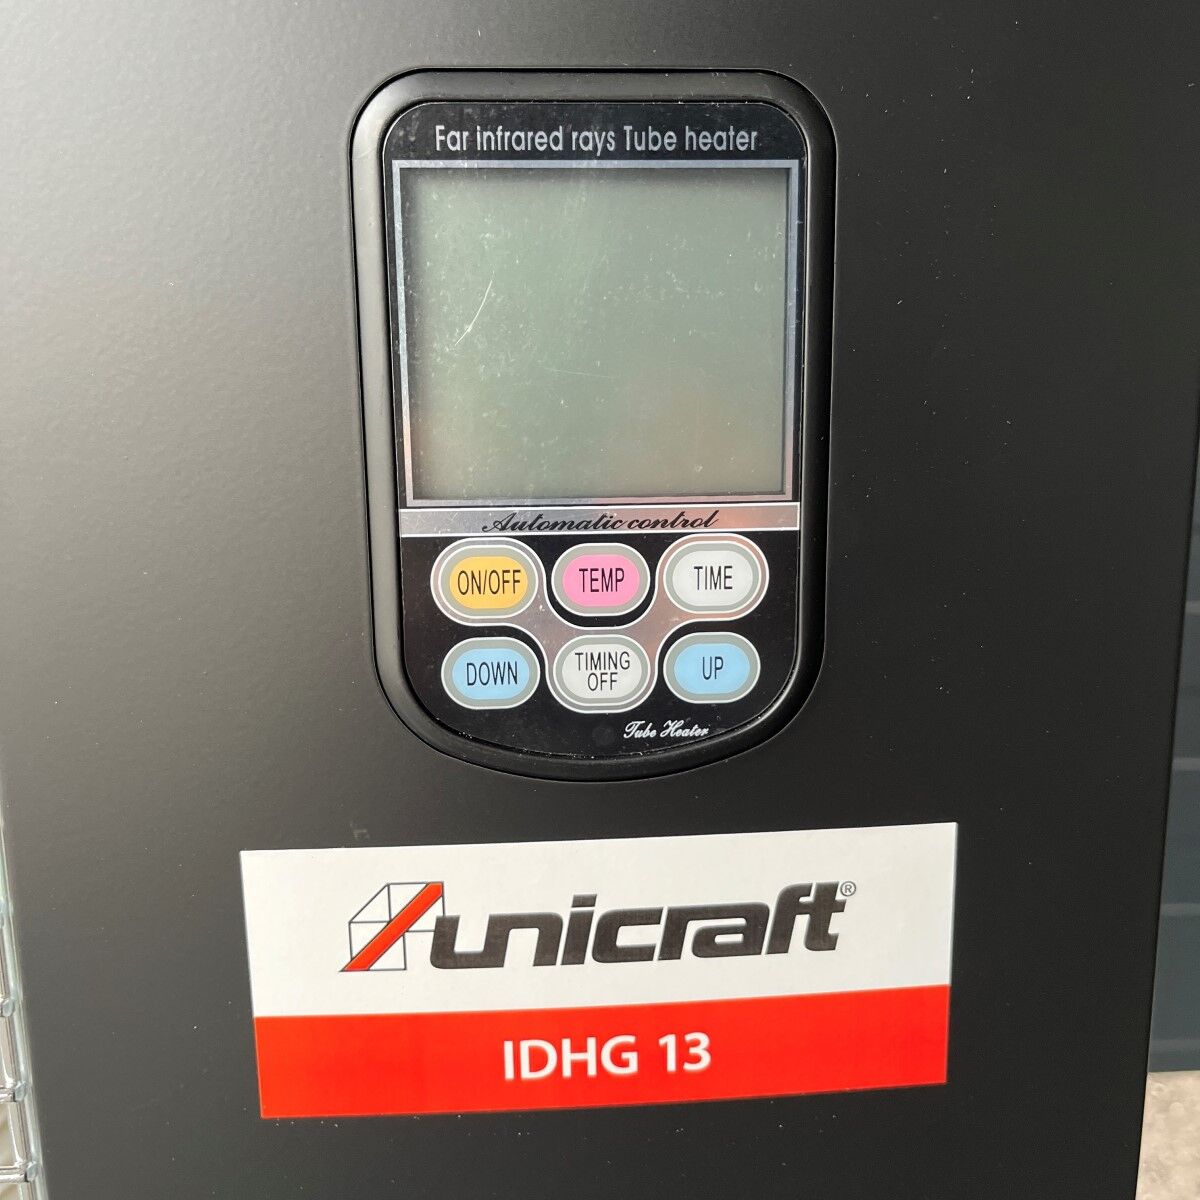 Far infrared rays Tube heater
Automatic control
ON/OFF
TEMP
TIME
DOWN
TIMING
OFF
UP
Tube Heater
unicraft®
IDHG 13